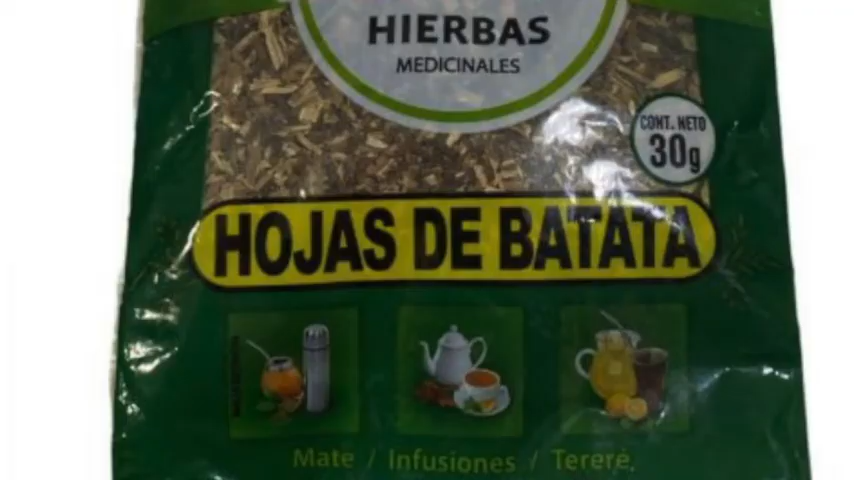 HIERBAS
MEDICINALES
CONT. NETO
30g
HOJAS DE BATATA
Mate / Infusiones / Tereré.